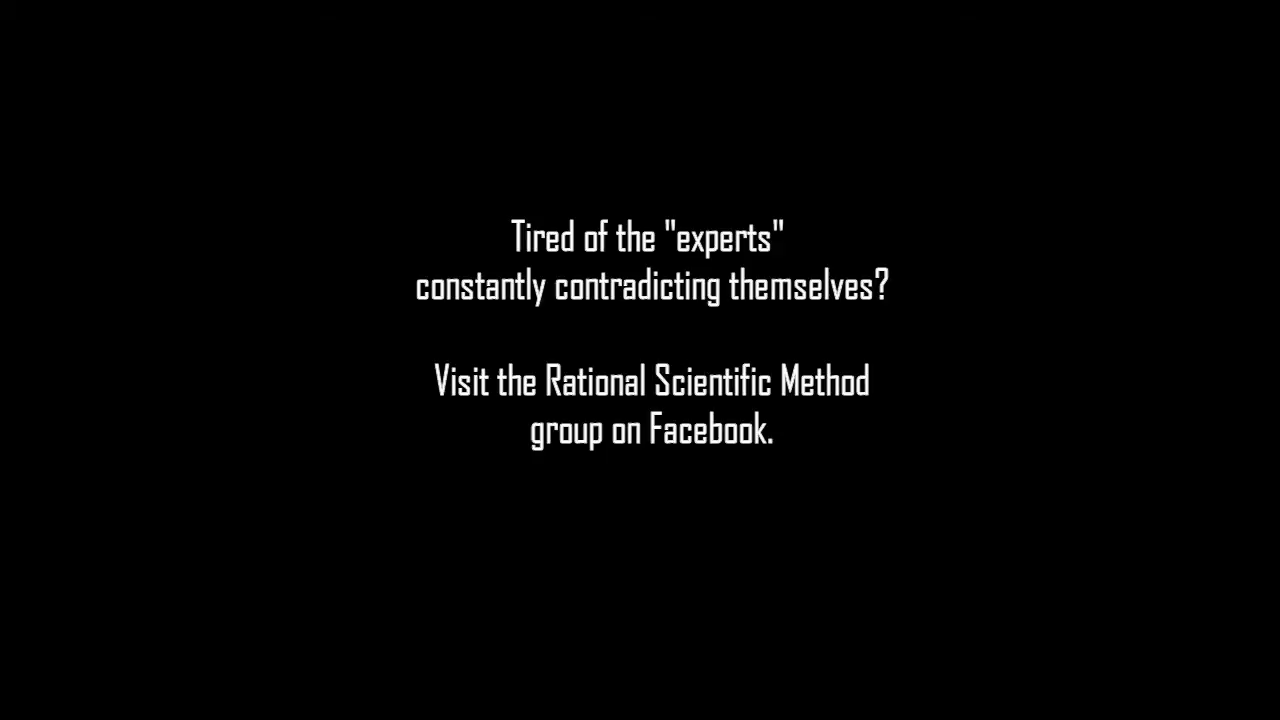 Tired of the "experts"
constantly contradicting themselves?
Visit the Rational Scientific Method
group on Facebook.